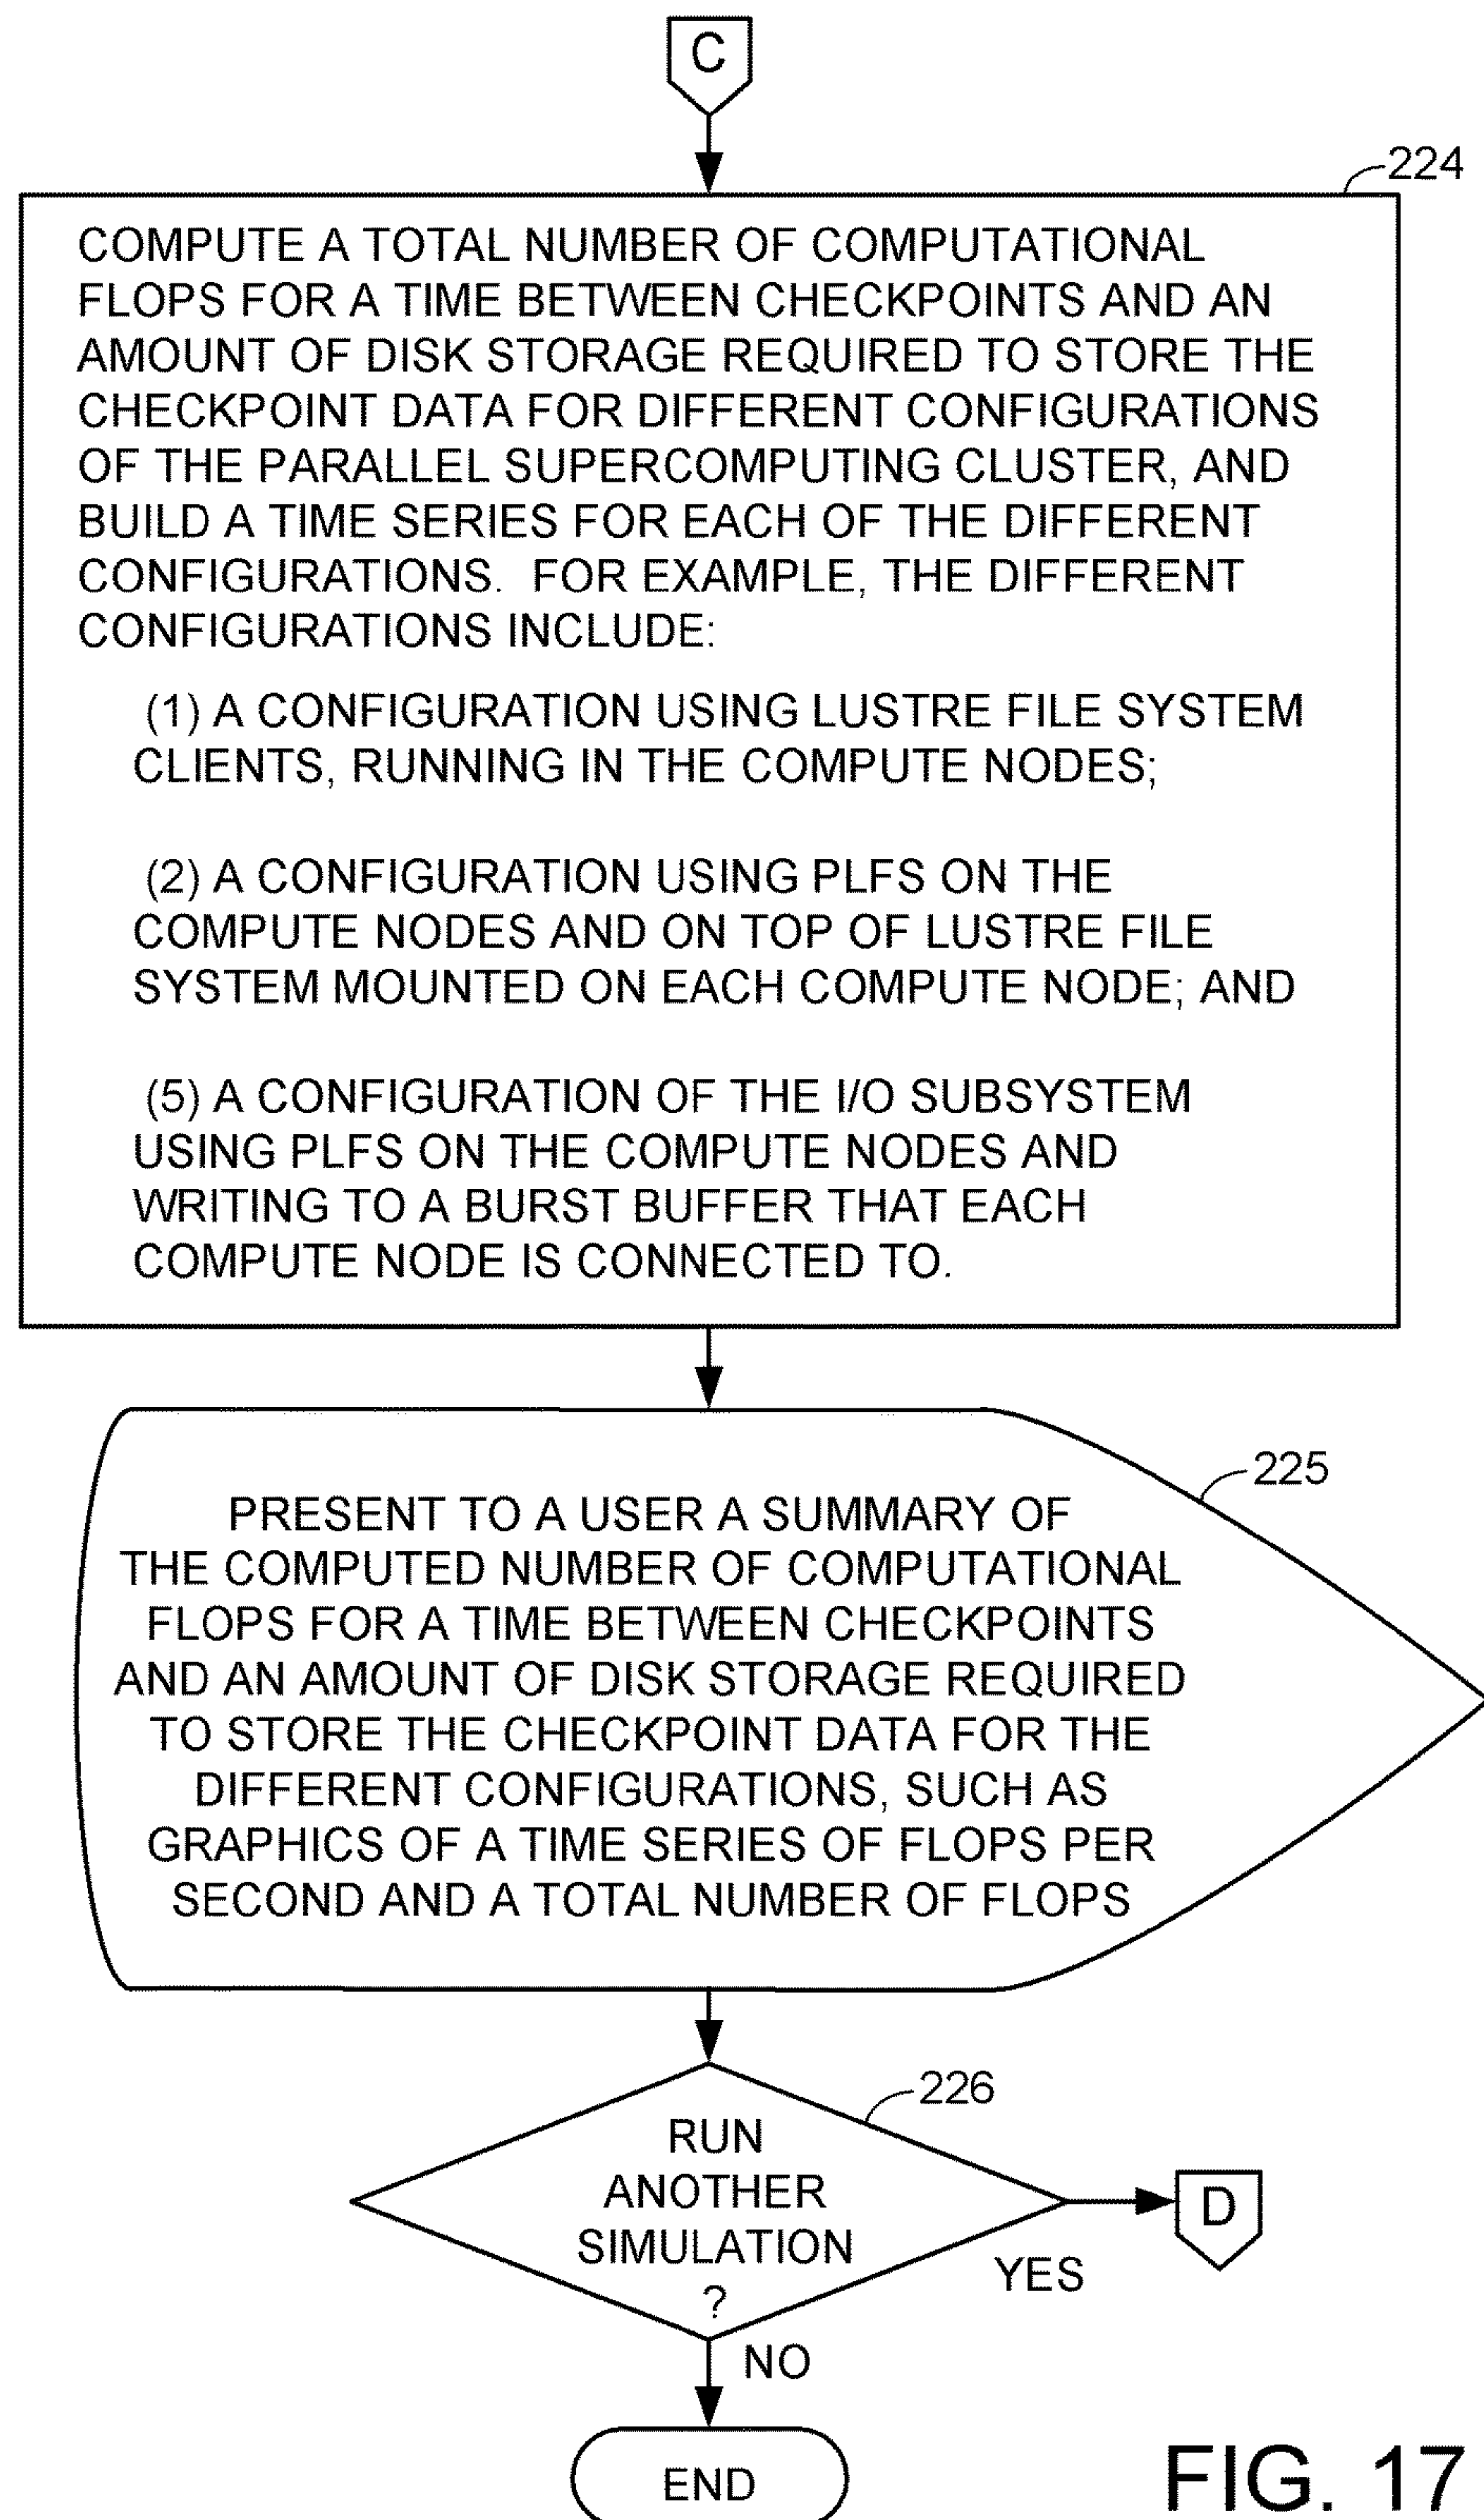 C
224
COMPUTE A TOTAL NUMBER OF COMPUTATIONAL
FLOPS FOR A TIME BETWEEN CHECKPOINTS AND AN
AMOUNT OF DISK STORAGE REQUIRED TO STORE THE
CHECKPOINT DATA FOR DIFFERENT CONFIGURATIONS
OF THE PARALLEL SUPERCOMPUTING CLUSTER, AND
BUILD A TIME SERIES FOR EACH OF THE DIFFERENT
CONFIGURATIONS. FOR EXAMPLE, THE DIFFERENT
CONFIGURATIONS INCLUDE:
(1) A CONFIGURATION USING LUSTRE FILE SYSTEM
CLIENTS, RUNNING IN THE COMPUTE NODES;
(2) A CONFIGURATION USING PLFS ON THE
COMPUTE NODES AND ON TOP OF LUSTRE FILE
SYSTEM MOUNTED ON EACH COMPUTE NODE; AND
(5) A CONFIGURATION OF THE I/O SUBSYSTEM
USING PLFS ON THE COMPUTE NODES AND
WRITING TO A BURST BUFFER THAT EACH
COMPUTE NODE IS CONNECTED TO.
225
PRESENT TO A USER A SUMMARY OF
THE COMPUTED NUMBER OF COMPUTATIONAL
FLOPS FOR A TIME BETWEEN CHECKPOINTS
AND AN AMOUNT OF DISK STORAGE REQUIRED
TO STORE THE CHECKPOINT DATA FOR THE
DIFFERENT CONFIGURATIONS, SUCH AS
GRAPHICS OF A TIME SERIES OF FLOPS PER
SECOND AND A TOTAL NUMBER OF FLOPS
226
RUN
ANOTHER
SIMULATION
?
D
YES
NO
END
FIG. 17